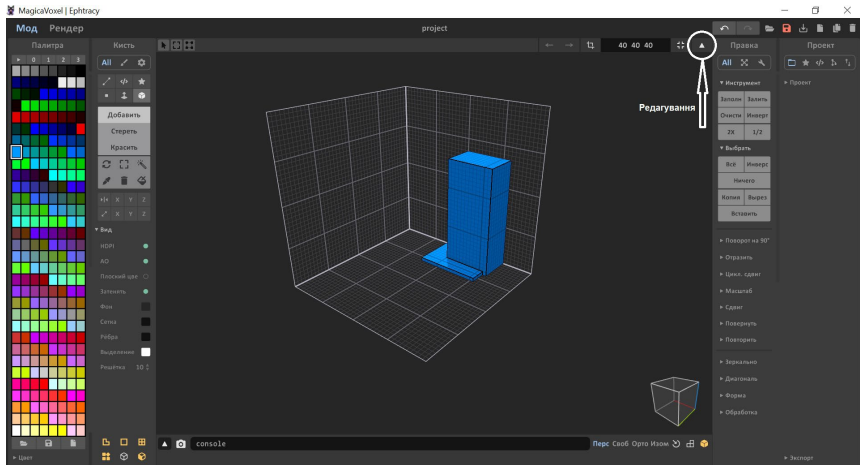 MagicaVoxel | Ephtracy
Мод Рендер
project
Палитра
Кисть
40 40 40
Правка
Проект
0 1 2 3
All
All
Проект
Инструмент
Редагування
Добавить
Заполн Залить
Стереть
Очисти Инверт
Красить
2X 1/2
Выбрать
Всё Инверс
Ничего
X Y Z
Копия Вырез
X Y Z
Вставить
Вид
HDPI
Поворот на 90°
АО
Отразить
Плоский цве
Цикл. сдвиг
Затенить
Масштаб
Фон
Сдвиг
Сетка
Повернуть
Рёбра
Повторить
Выделение
Решётка 10
Зеркально
Диагональ
Форма
Обработка
console
Перс Своб Орто Изом
Цвет
Экспорт